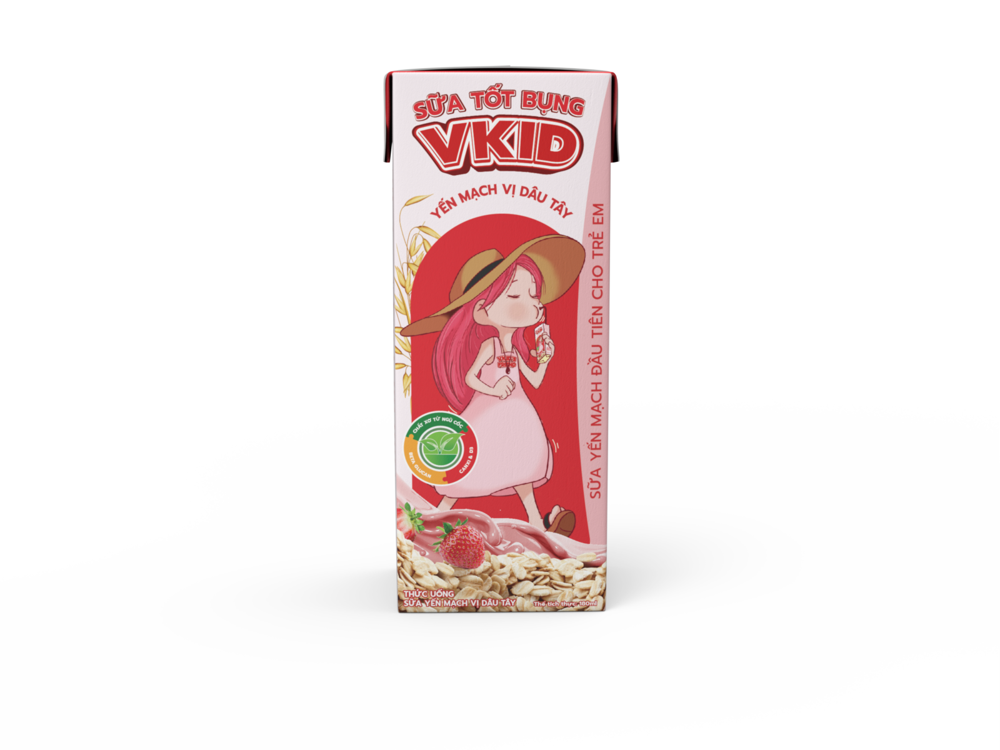 SỮA TỐT BỤNG
VKID
YẾN MẠCH VỊ DÂU TÂY
SỮA YẾN MẠCH ĐẦU TIÊN CHO TRẺ EM
CHẤT XƠ TỪ NGŨ CỐC
BETA GLUCAN
CANXI & D3
THỨC UỐNG
SỮA YẾN MẠCH VỊ DÂU TÂY
Thể tích thực: 180ml